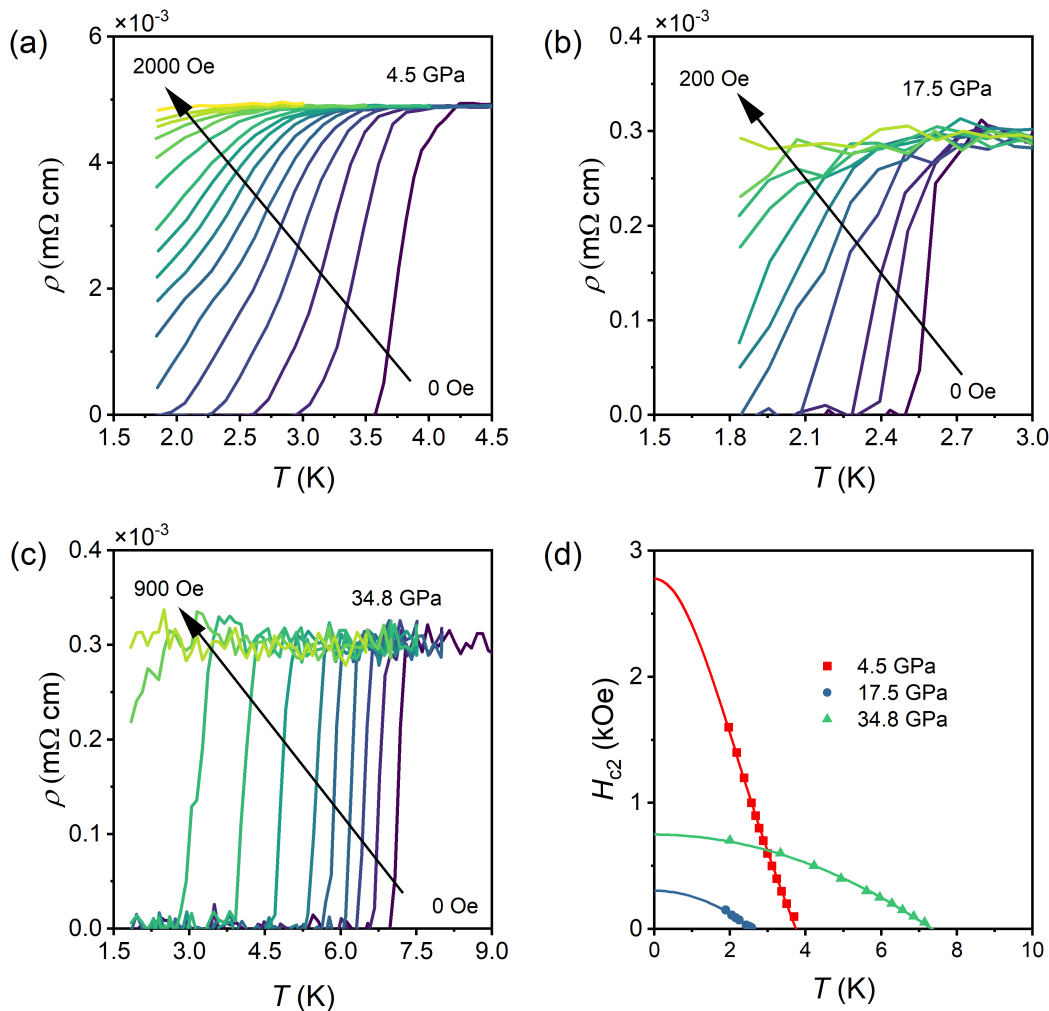 (a)
×10⁻³
6
4
2
0
2000 Oe
4.5 GPa
0 Oe
ρ (mΩ cm)
1.5 2.0 2.5 3.0 3.5 4.0 4.5
T (K)
(b)
×10⁻³
0.4
0.3
0.2
0.1
0.0
200 Oe
17.5 GPa
0 Oe
ρ (mΩ cm)
1.5 1.8 2.1 2.4 2.7 3.0
T (K)
(c)
×10⁻³
0.4
0.3
0.2
0.1
0.0
900 Oe
34.8 GPa
0 Oe
ρ (mΩ cm)
1.5 3.0 4.5 6.0 7.5 9.0
T (K)
(d)
3
2
1
0
4.5 GPa
17.5 GPa
34.8 GPa
Hc2 (kOe)
0 2 4 6 8 10
T (K)